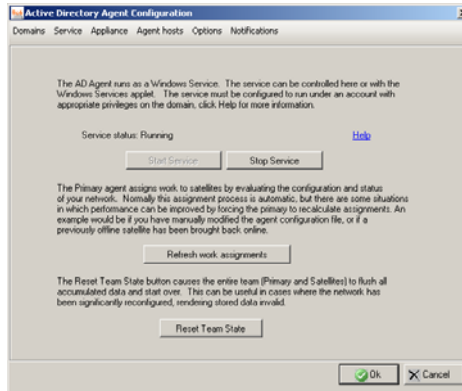 Active Directory Agent Configuration
Domains Service Appliance Agent hosts Options Notifications
The AD Agent runs as a Windows Service. The service can be controlled here or with the
Windows Services applet. The service must be configured to run under an account with
appropriate privileges on the domain, click Help for more information.
Service status: Running Help
Start Service Stop Service
The Primary agent assigns work to satellites by evaluating the configuration and status
of your network. Normally this assignment process is automatic, but there are some situations
in which performance can be improved by forcing the primary to recalculate assignments. An
example would be if you have manually modified the agent configuration file, or if a
previously offline satellite has been brought back online.
Refresh work assignments
The Reset Team State button causes the entire team (Primary and Satellites) to flush all
accumulated data and start over. This can be useful in cases where the network has
been significantly reconfigured, rendering stored data invalid.
Reset Team State
Ok Cancel